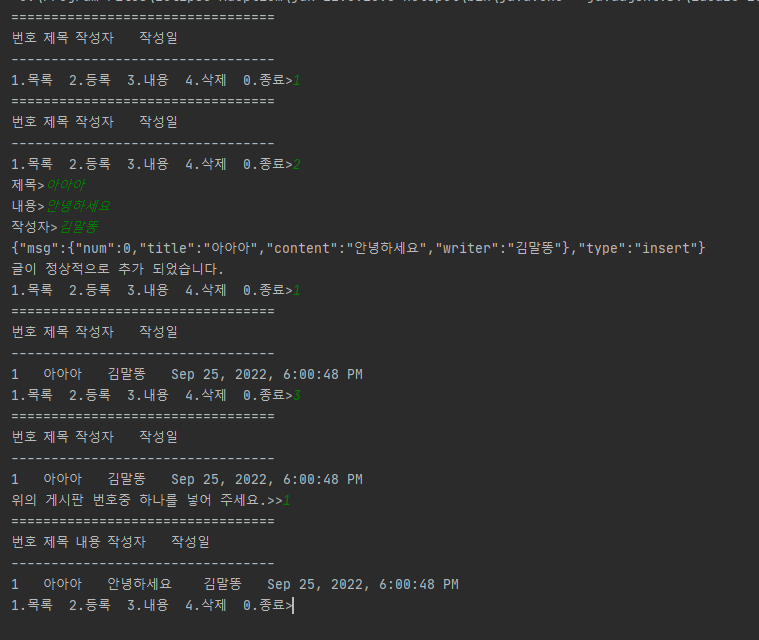 ================================
번호 제목 작성자 작성일
--------------------------------
1.목록 2.등록 3.내용 4.삭제 0.종료>1
================================
번호 제목 작성자 작성일
--------------------------------
1.목록 2.등록 3.내용 4.삭제 0.종료>2
제목>아아아
내용>안녕하세요
작성자>김말똥
{"msg":{"num":0,"title":"아아아","content":"안녕하세요","writer":"김말똥"},"type":"insert"}
글이 정상적으로 추가 되었습니다.
1.목록 2.등록 3.내용 4.삭제 0.종료>1
================================
번호 제목 작성자 작성일
--------------------------------
1 아아아 김말똥 Sep 25, 2022, 6:00:48 PM
1.목록 2.등록 3.내용 4.삭제 0.종료>3
================================
번호 제목 작성자 작성일
--------------------------------
1 아아아 김말똥 Sep 25, 2022, 6:00:48 PM
위의 게시판 번호중 하나를 넣어 주세요.>>1
================================
번호 제목 내용 작성자 작성일
--------------------------------
1 아아아 안녕하세요 김말똥 Sep 25, 2022, 6:00:48 PM
1.목록 2.등록 3.내용 4.삭제 0.종료>